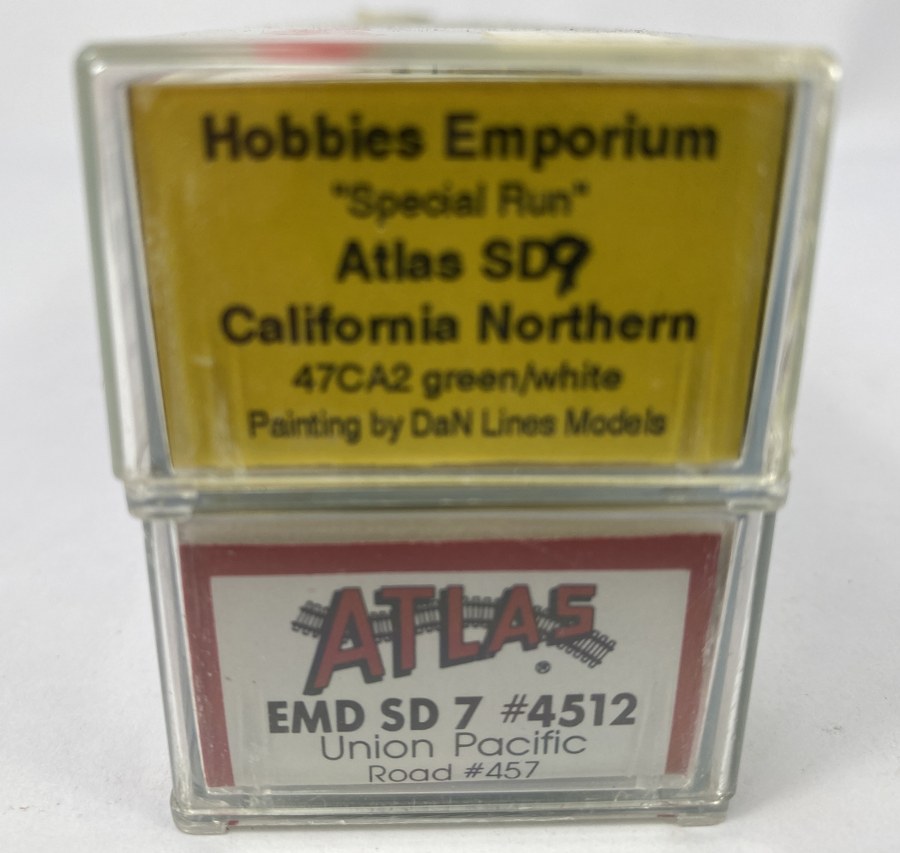 Hobbies Emporium
"Special Run"
Atlas SD9
California Northern
47CA2 green/white
Painting by DaN Lines Models
ATLAS®
EMD SD 7 #4512
Union Pacific
Road #457